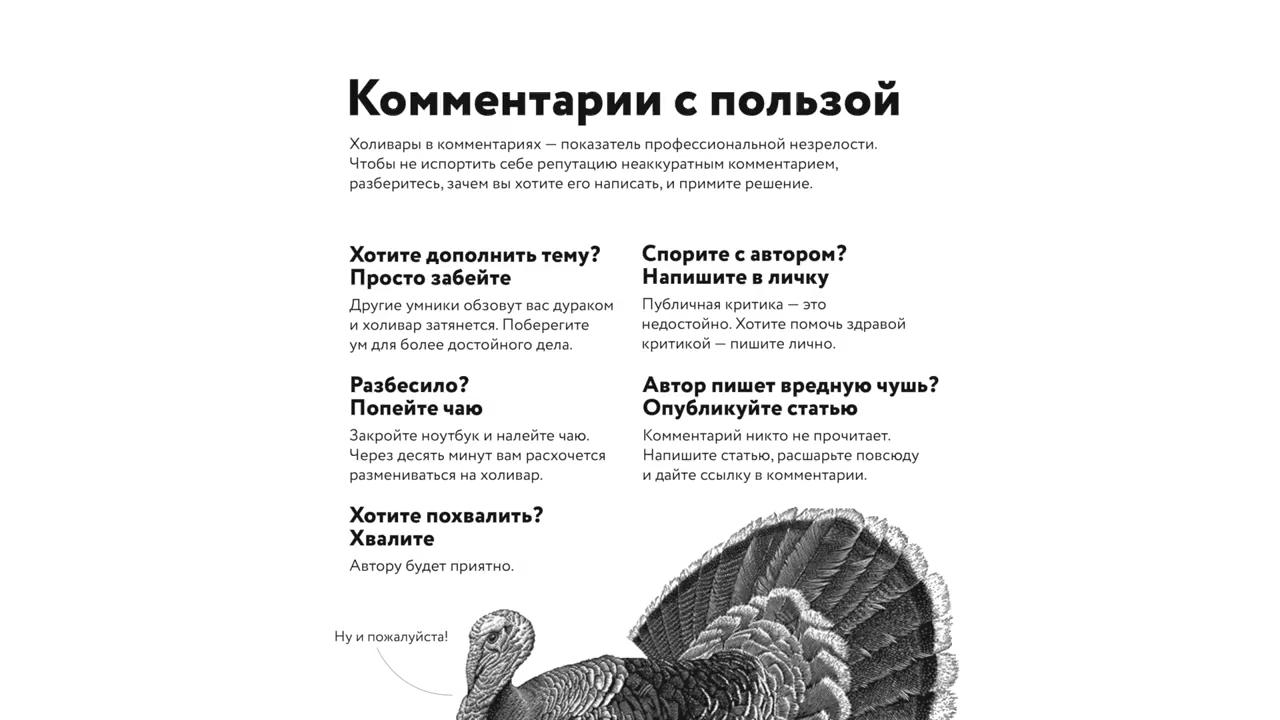 Комментарии с пользой
Холивары в комментариях — показатель профессиональной незрелости.
Чтобы не испортить себе репутацию неаккуратным комментарием,
разберитесь, зачем вы хотите его написать, и примите решение.
Хотите дополнить тему?
Просто забейте
Другие умники обзовут вас дураком
и холивар затянется. Поберегите
ум для более достойного дела.
Спорите с автором?
Напишите в личку
Публичная критика — это
недостойно. Хотите помочь здравой
критикой — пишите лично.
Разбесило?
Попейте чаю
Закройте ноутбук и налейте чаю.
Через десять минут вам расхочется
размениваться на холивар.
Автор пишет вредную чушь?
Опубликуйте статью
Комментарий никто не прочитает.
Напишите статью, расшарьте повсюду
и дайте ссылку в комментарии.
Хотите похвалить?
Хвалите
Автору будет приятно.
Ну и пожалуйста!